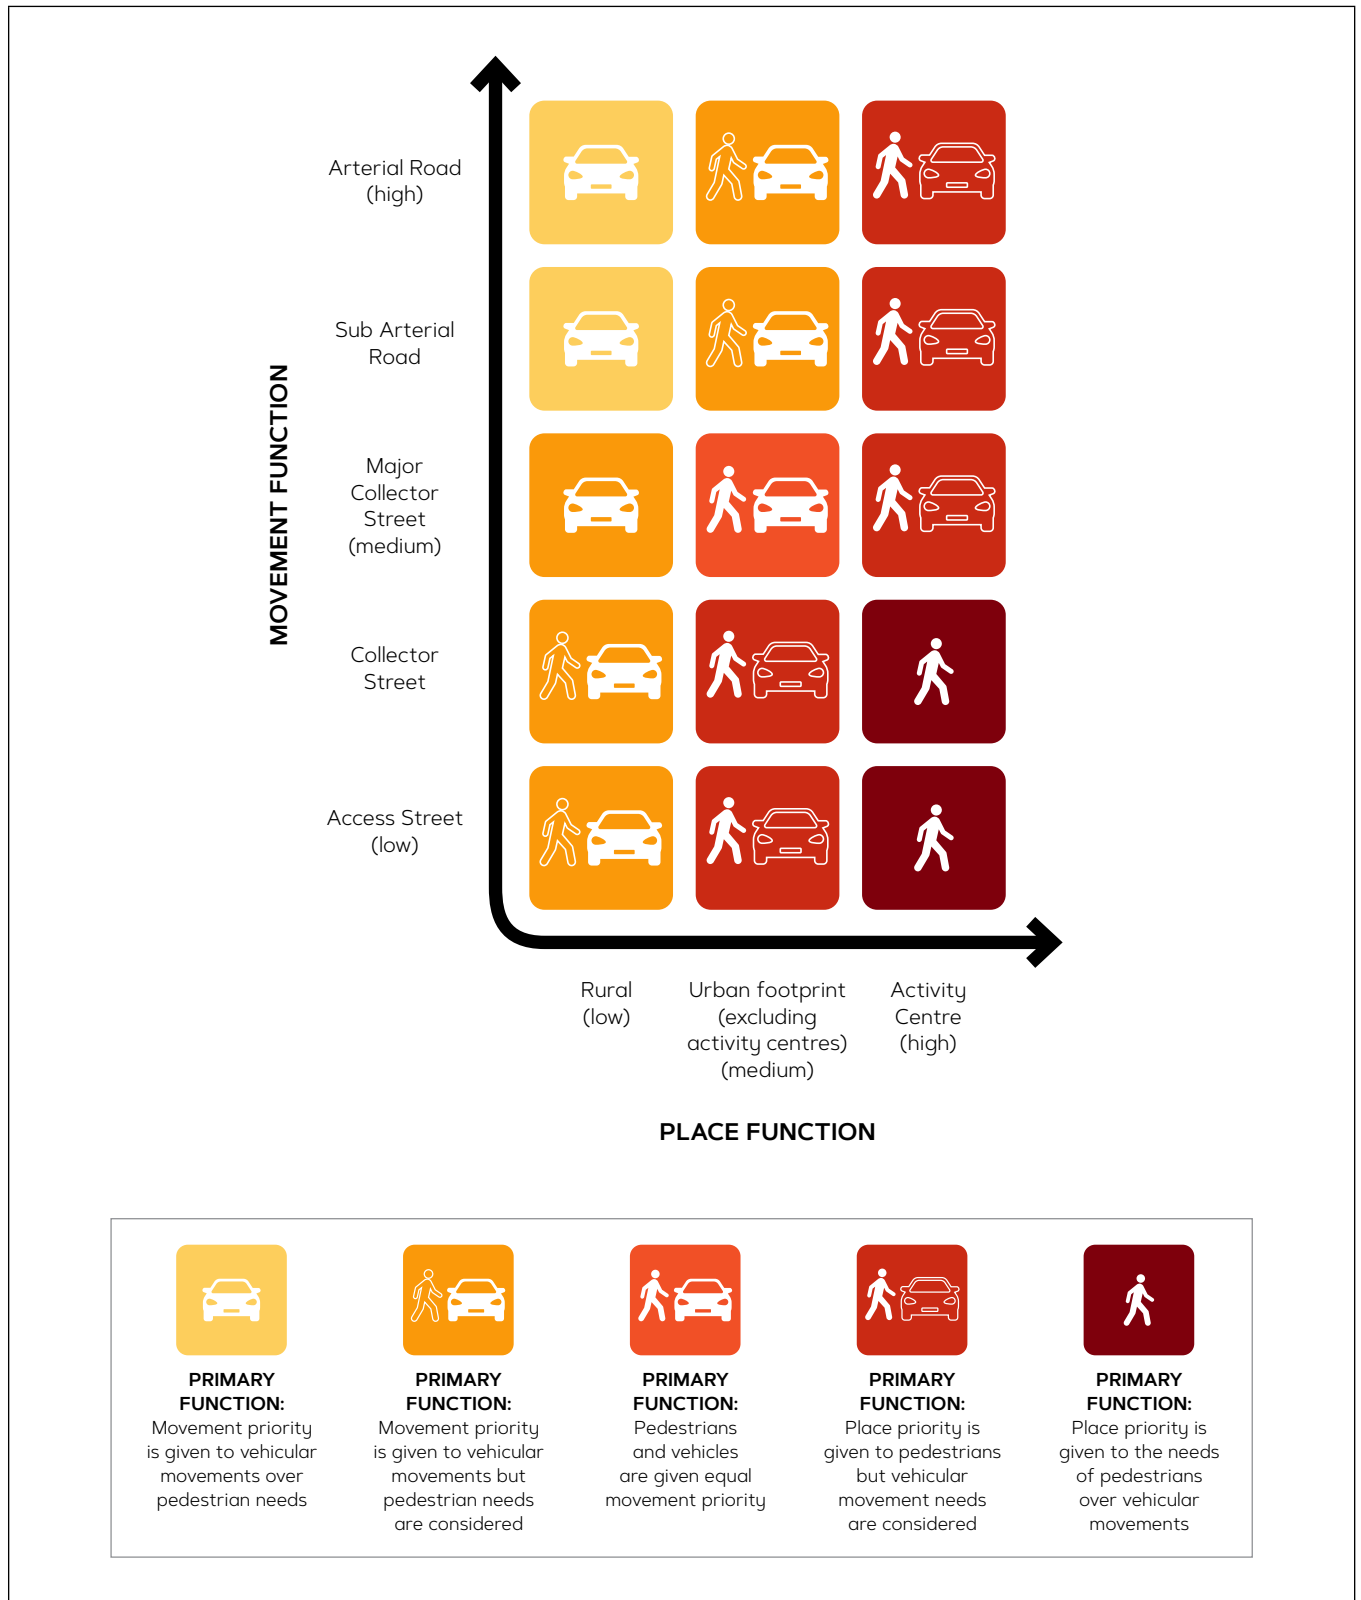 MOVEMENT FUNCTION
Arterial Road
(high)
Sub Arterial
Road
Major
Collector
Street
(medium)
Collector
Street
Access Street
(low)
Rural
(low)
Urban footprint
(excluding
activity centres)
(medium)
Activity
Centre
(high)
PLACE FUNCTION
PRIMARY
FUNCTION:
Movement priority
is given to vehicular
movements over
pedestrian needs
PRIMARY
FUNCTION:
Movement priority
is given to vehicular
movements but
pedestrian needs
are considered
PRIMARY
FUNCTION:
Pedestrians
and vehicles
are given equal
movement priority
PRIMARY
FUNCTION:
Place priority is
given to pedestrians
but vehicular
movement needs
are considered
PRIMARY
FUNCTION:
Place priority is
given to the needs
of pedestrians
over vehicular
movements